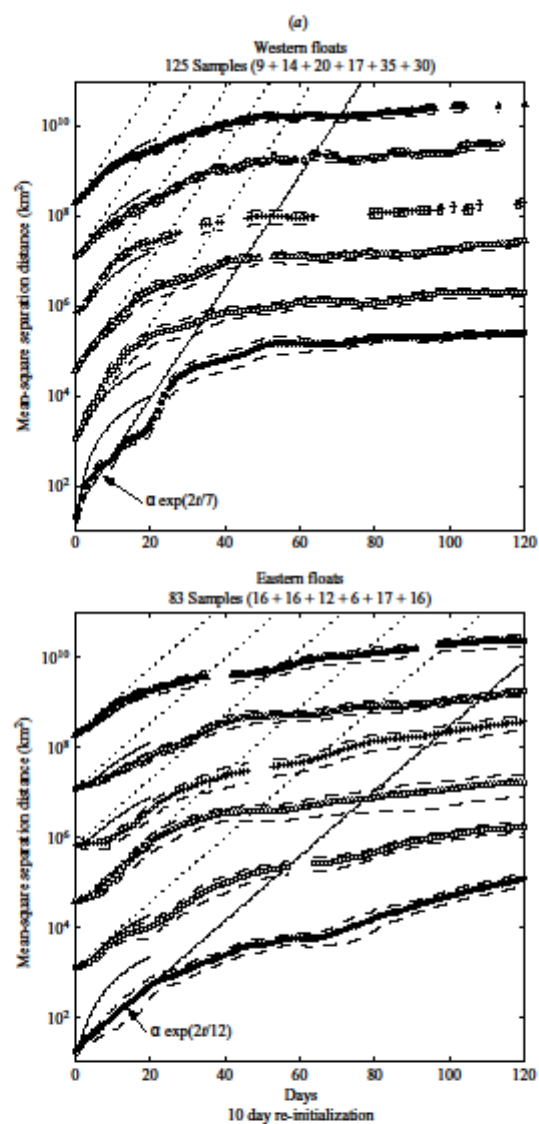 (a)
Western floats
125 Samples (9 + 14 + 20 + 17 + 35 + 30)
Mean-square separation distance (km²)
10¹⁰
10⁸
10⁶
10⁴
10²
α exp(2t/7)
0 20 40 60 80 100 120
Eastern floats
83 Samples (16 + 16 + 12 + 6 + 17 + 16)
Mean-square separation distance (km²)
10¹⁰
10⁸
10⁶
10⁴
10²
α exp(2t/12)
0 20 40 60 80 100 120
Days
10 day re-initialization